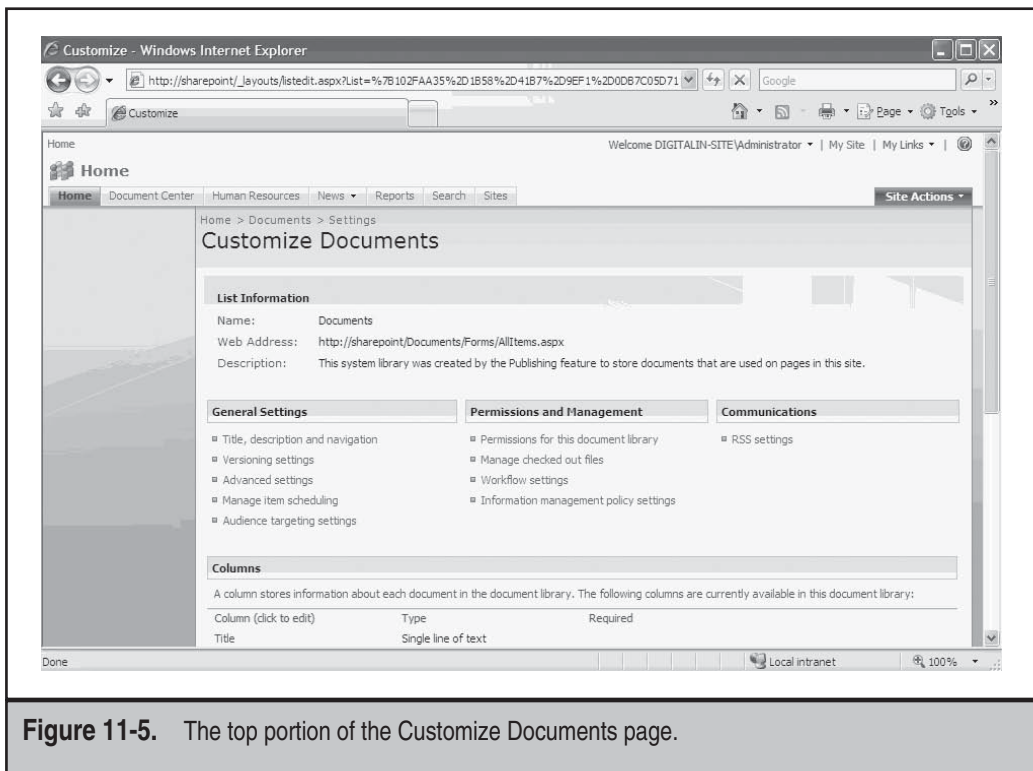 Customize - Windows Internet Explorer
http://sharepoint/_layouts/listedit.aspx?List=%7B102FAA35%2D1B58%2D41B7%2D9EF1%2D0DB7C05D71
Google
Customize
Page Tools
Home
Welcome DIGITALIN-SITE\Administrator | My Site | My Links |
Home
Home Document Center Human Resources News Reports Search Sites Site Actions
Home > Documents > Settings
Customize Documents
List Information
Name: Documents
Web Address: http://sharepoint/Documents/Forms/AllItems.aspx
Description: This system library was created by the Publishing feature to store documents that are used on pages in this site.
General Settings Permissions and Management Communications
Title, description and navigation Permissions for this document library RSS settings
Versioning settings Manage checked out files
Advanced settings Workflow settings
Manage item scheduling Information management policy settings
Audience targeting settings
Columns
A column stores information about each document in the document library. The following columns are currently available in this document library:
Column (click to edit) Type Required
Title Single line of text
Done Local intranet 100%
Figure 11-5. The top portion of the Customize Documents page.